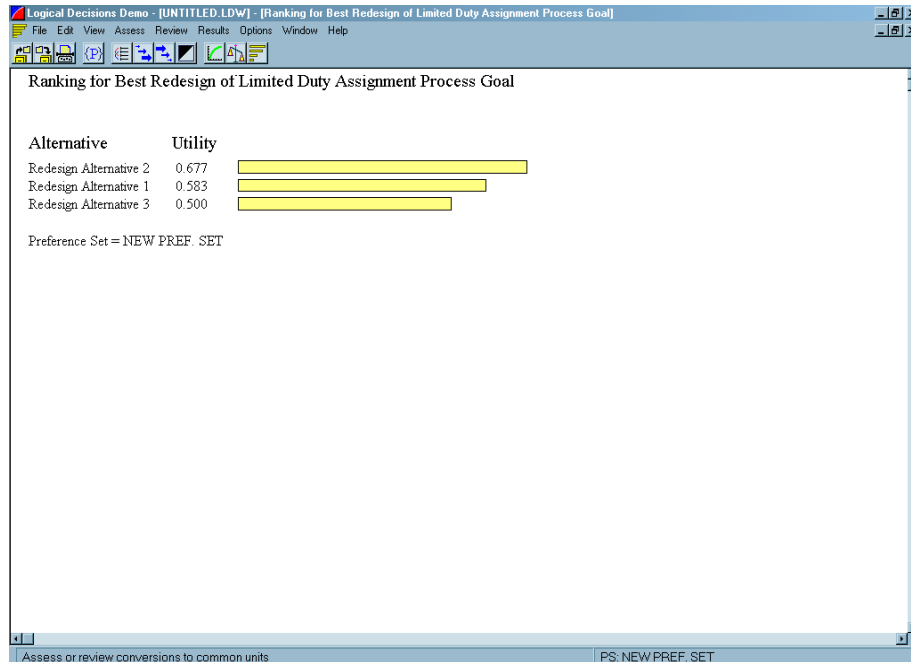 Logical Decisions Demo - [UNTITLED.LDW] - [Ranking for Best Redesign of Limited Duty Assignment Process Goal]
File Edit View Assess Review Results Options Window Help
{P}
Ranking for Best Redesign of Limited Duty Assignment Process Goal
Alternative Utility
Redesign Alternative 2 0.677
Redesign Alternative 1 0.583
Redesign Alternative 3 0.500
Preference Set = NEW PREF. SET
Assess or review conversions to common units PS: NEW PREF. SET